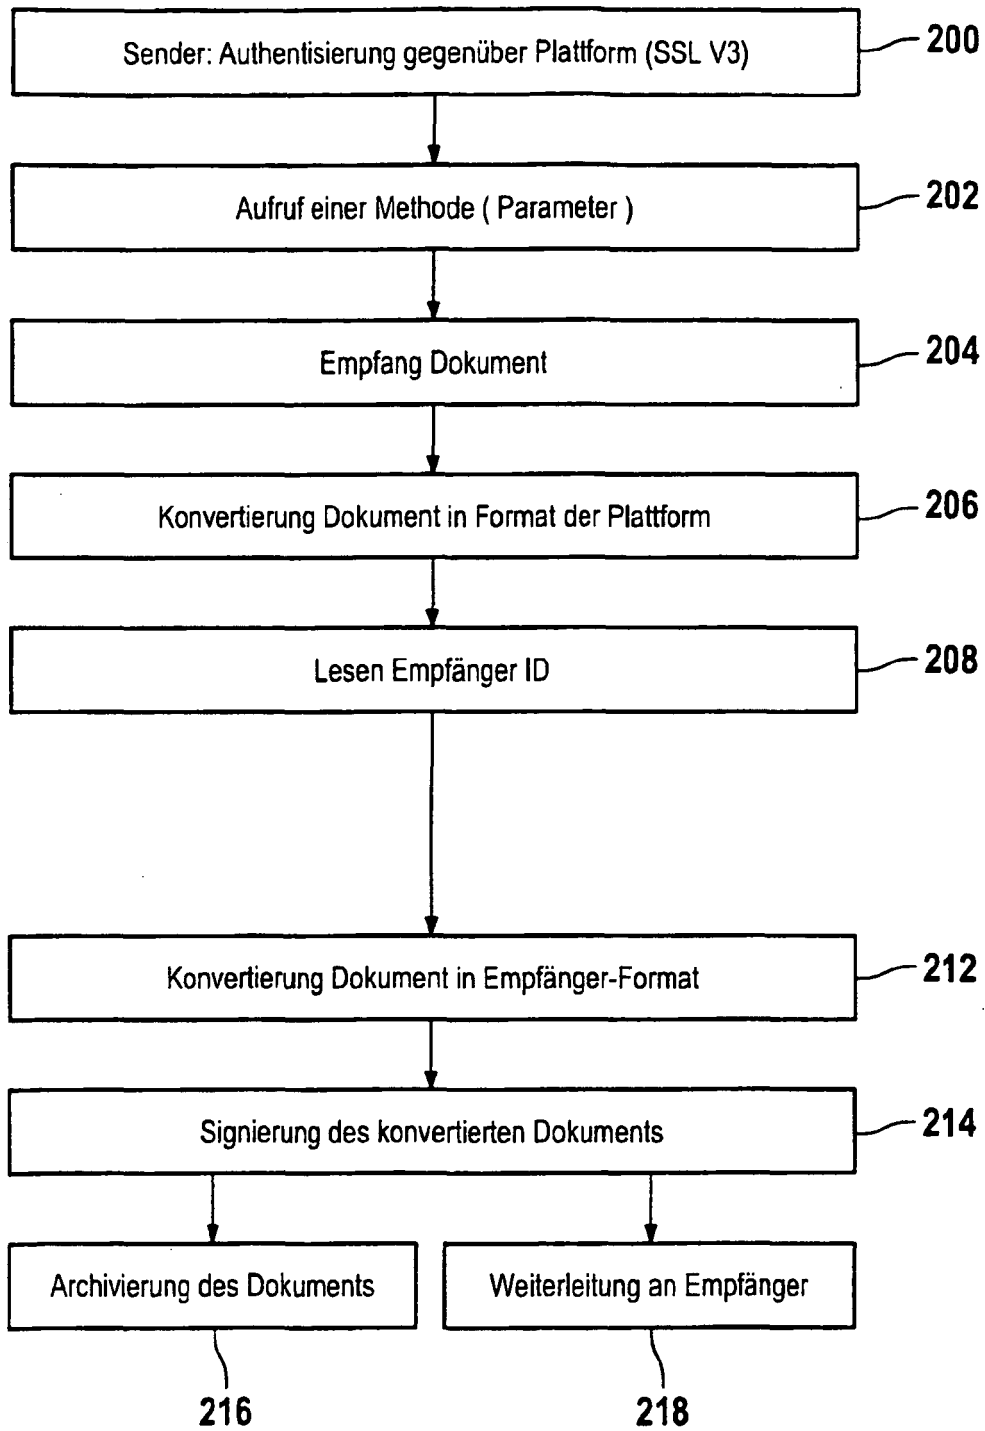 Sender: Authentisierung gegenüber Plattform (SSL V3)
200
Aufruf einer Methode ( Parameter )
202
Empfang Dokument
204
Konvertierung Dokument in Format der Plattform
206
Lesen Empfänger ID
208
Konvertierung Dokument in Empfänger-Format
212
Signierung des konvertierten Dokuments
214
Archivierung des Dokuments
Weiterleitung an Empfänger
216
218